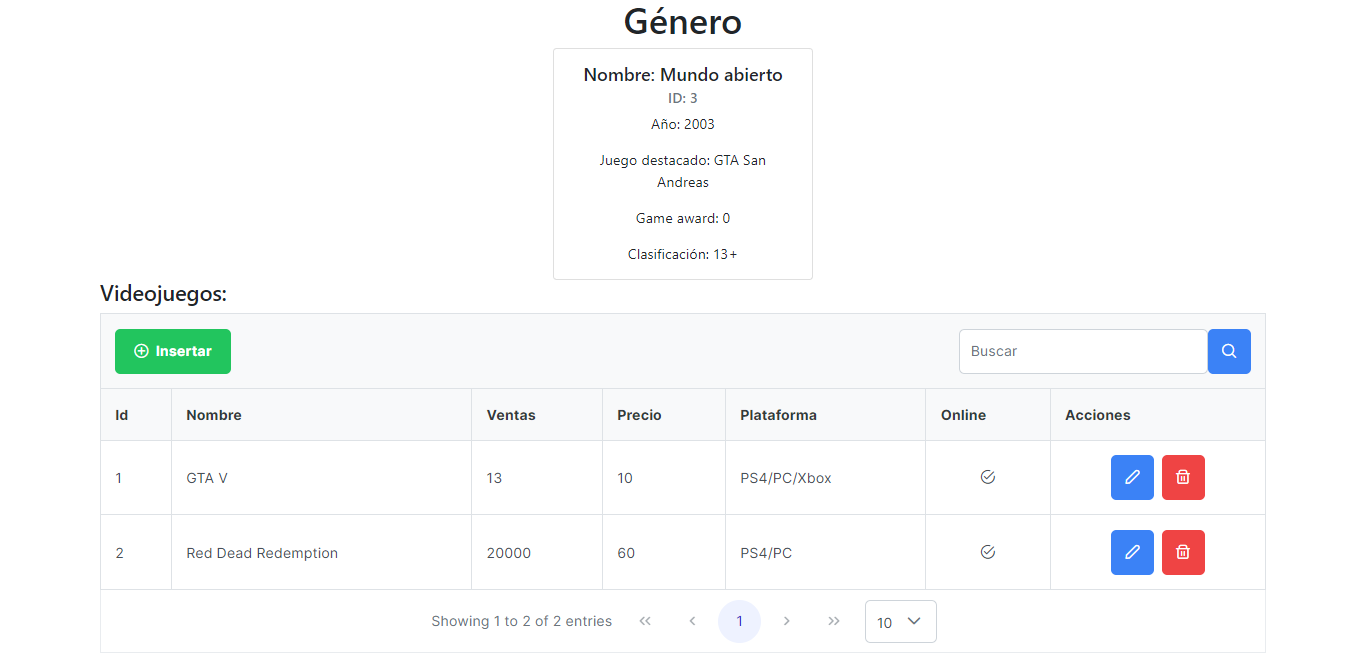 Género
Nombre: Mundo abierto
ID: 3
Año: 2003
Juego destacado: GTA San
Andreas
Game award: 0
Clasificación: 13+
Videojuegos:
Insertar
Buscar
Id Nombre Ventas Precio Plataforma Online Acciones
1 GTA V 13 10 PS4/PC/Xbox
2 Red Dead Redemption 20000 60 PS4/PC
Showing 1 to 2 of 2 entries 1 10